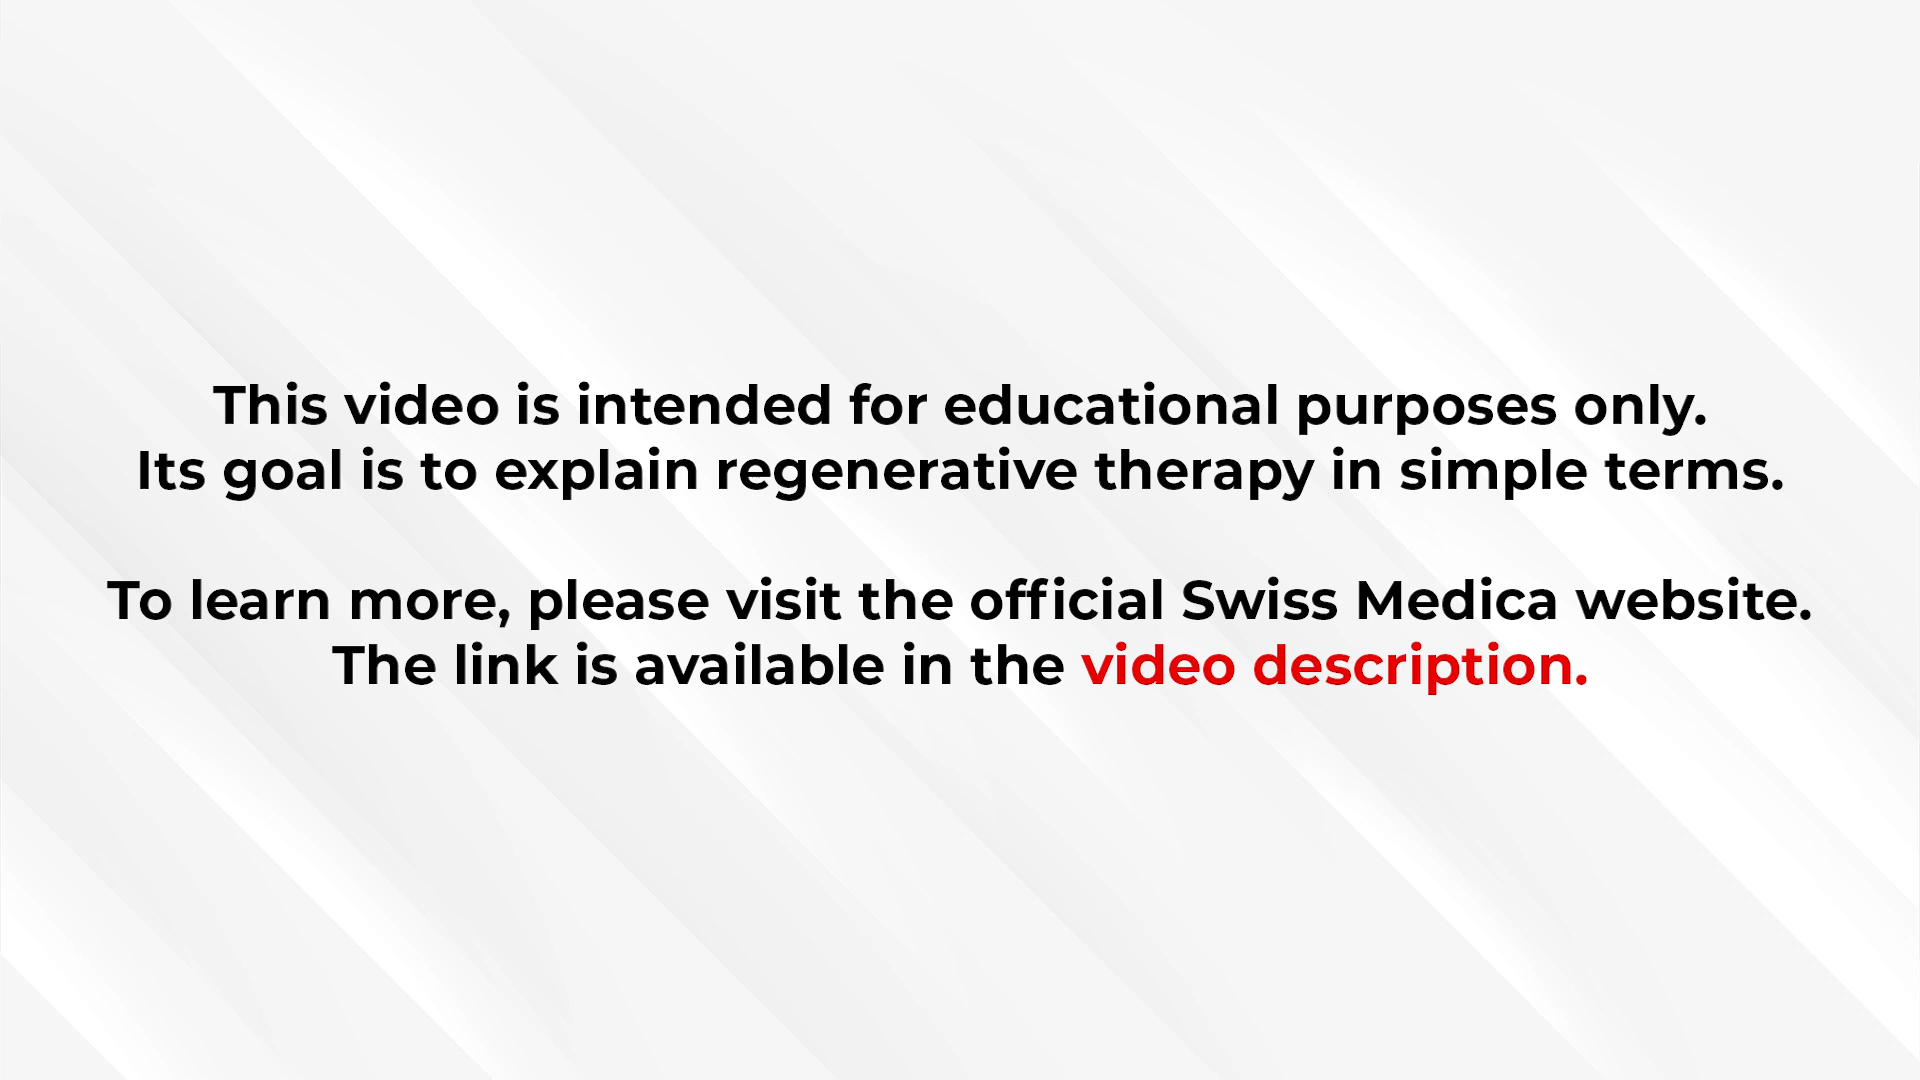 This video is intended for educational purposes only.
Its goal is to explain regenerative therapy in simple terms.
To learn more, please visit the official Swiss Medica website.
The link is available in the video description.